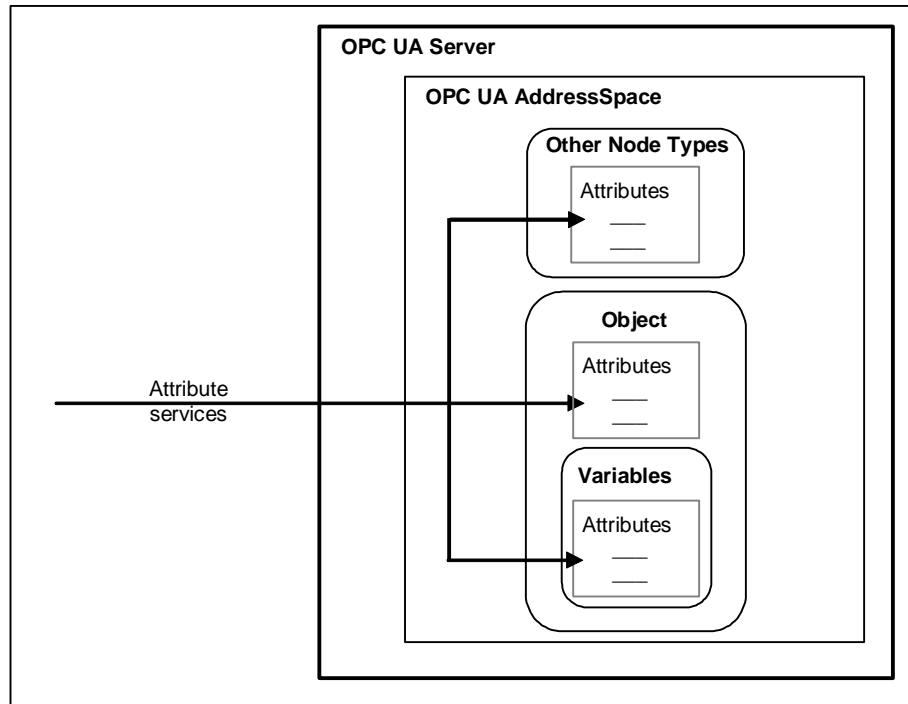 OPC UA Server
OPC UA AddressSpace
Other Node Types
Attributes
Object
Attributes
Attribute
services
Variables
Attributes